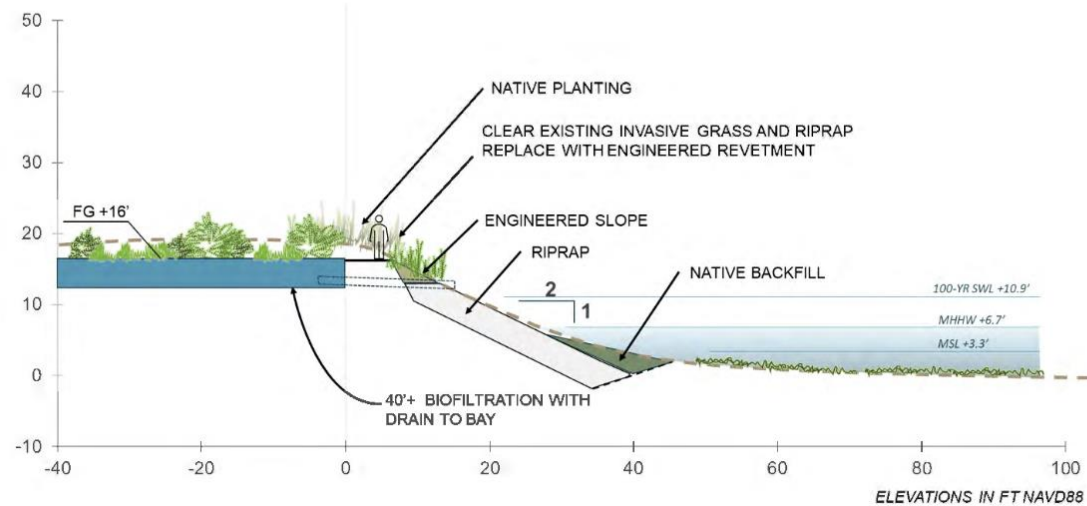 50
40
30
20
10
0
-10
NATIVE PLANTING
CLEAR EXISTING INVASIVE GRASS AND RIPRAP
REPLACE WITH ENGINEERED REVETMENT
FG +16'
ENGINEERED SLOPE
RIPRAP
NATIVE BACKFILL
2
1
100-YR SWL +10.9'
MHHW +6.7'
MSL +3.3'
40'+ BIOFILTRATION WITH
DRAIN TO BAY
-40 -20 0 20 40 60 80 100
ELEVATIONS IN FT NAVD88